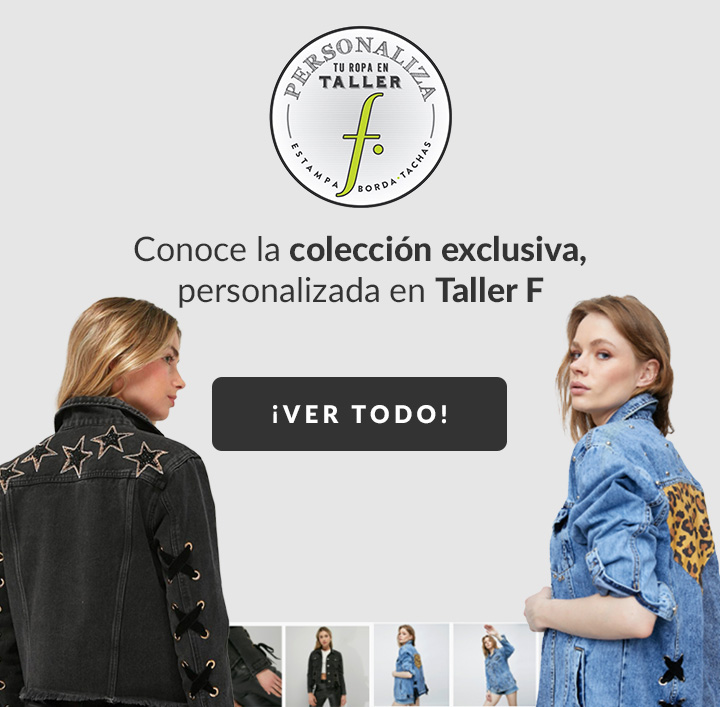 PERSONALIZA
TU ROPA EN
TALLER
f.
ESTAMPA BORDA·TACHAS
Conoce la colección exclusiva,
personalizada en Taller F
¡VER TODO!